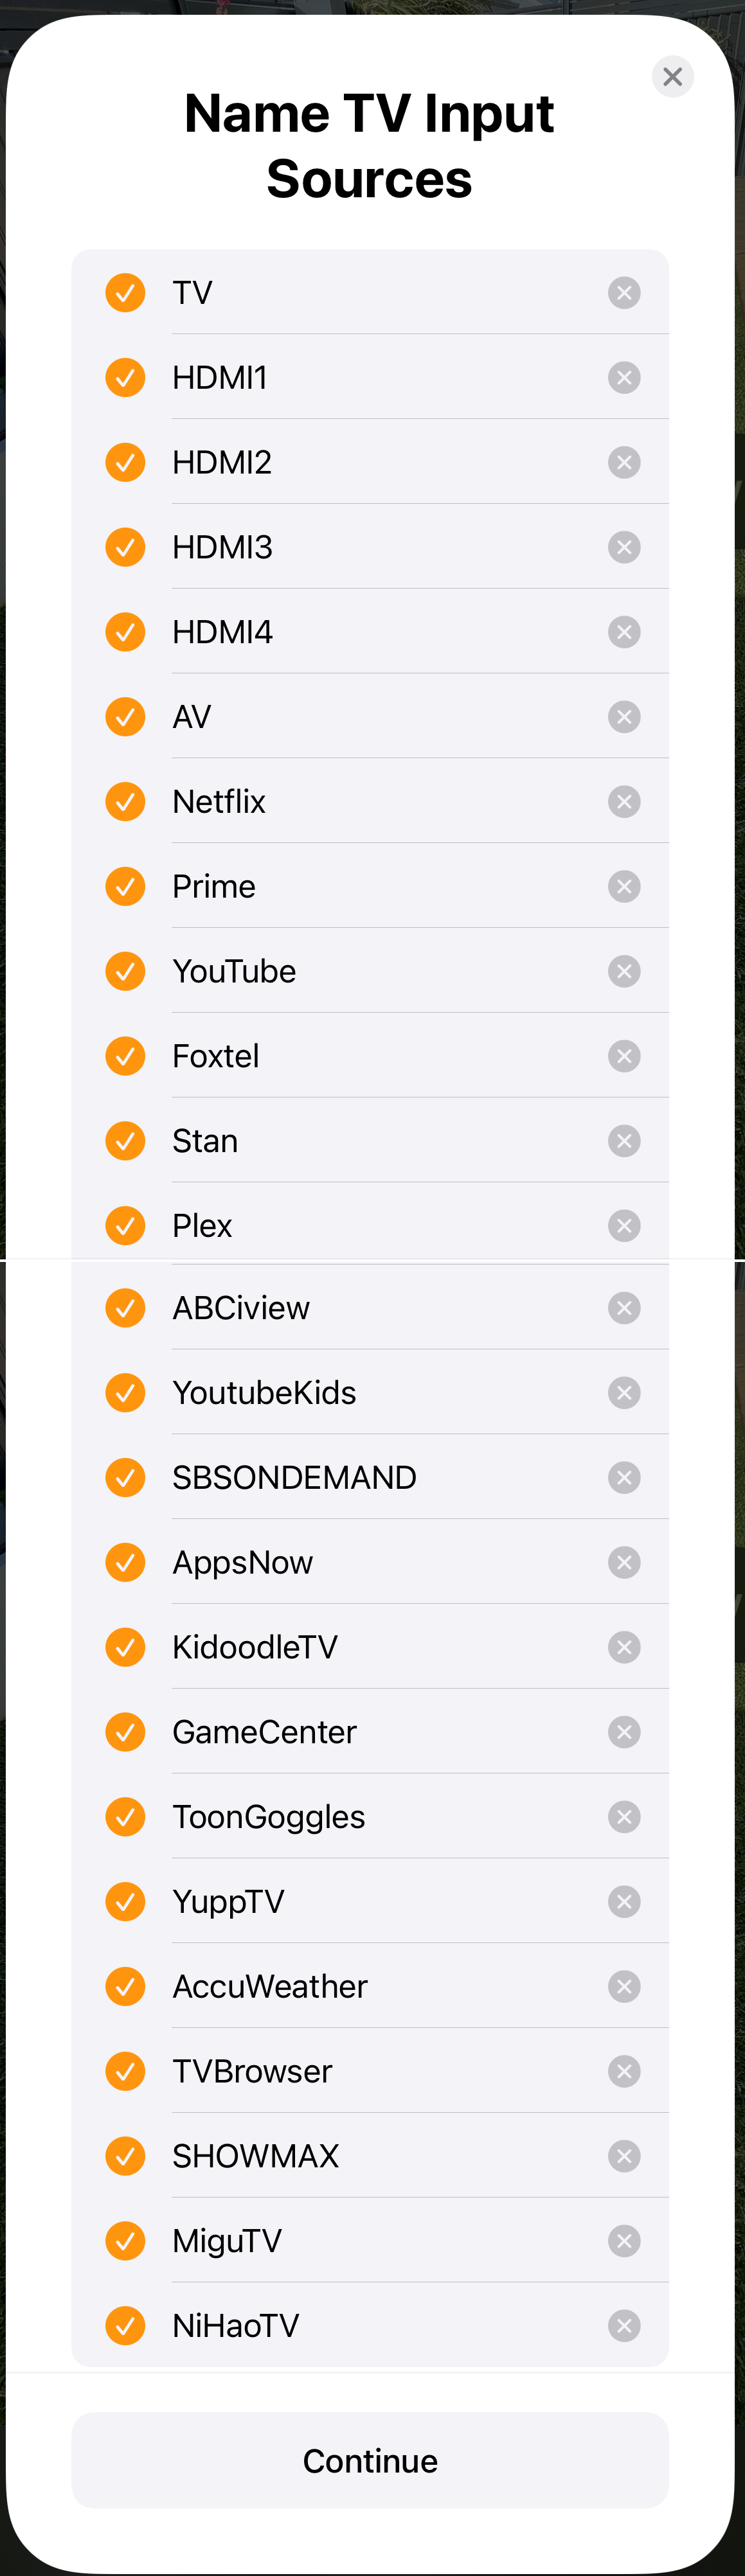 Name TV Input
Sources
TV
HDMI1
HDMI2
HDMI3
HDMI4
AV
Netflix
Prime
YouTube
Foxtel
Stan
Plex
ABCiview
YoutubeKids
SBSONDEMAND
AppsNow
KidoodleTV
GameCenter
ToonGoggles
YuppTV
AccuWeather
TVBrowser
SHOWMAX
MiguTV
NiHaoTV
Continue